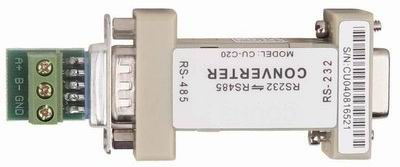 A+ B- GND
RS-485
MODEL: CU-C20
CONVERTER
RS232 ⇋ RS485
RS-232
S/N:CU040816521